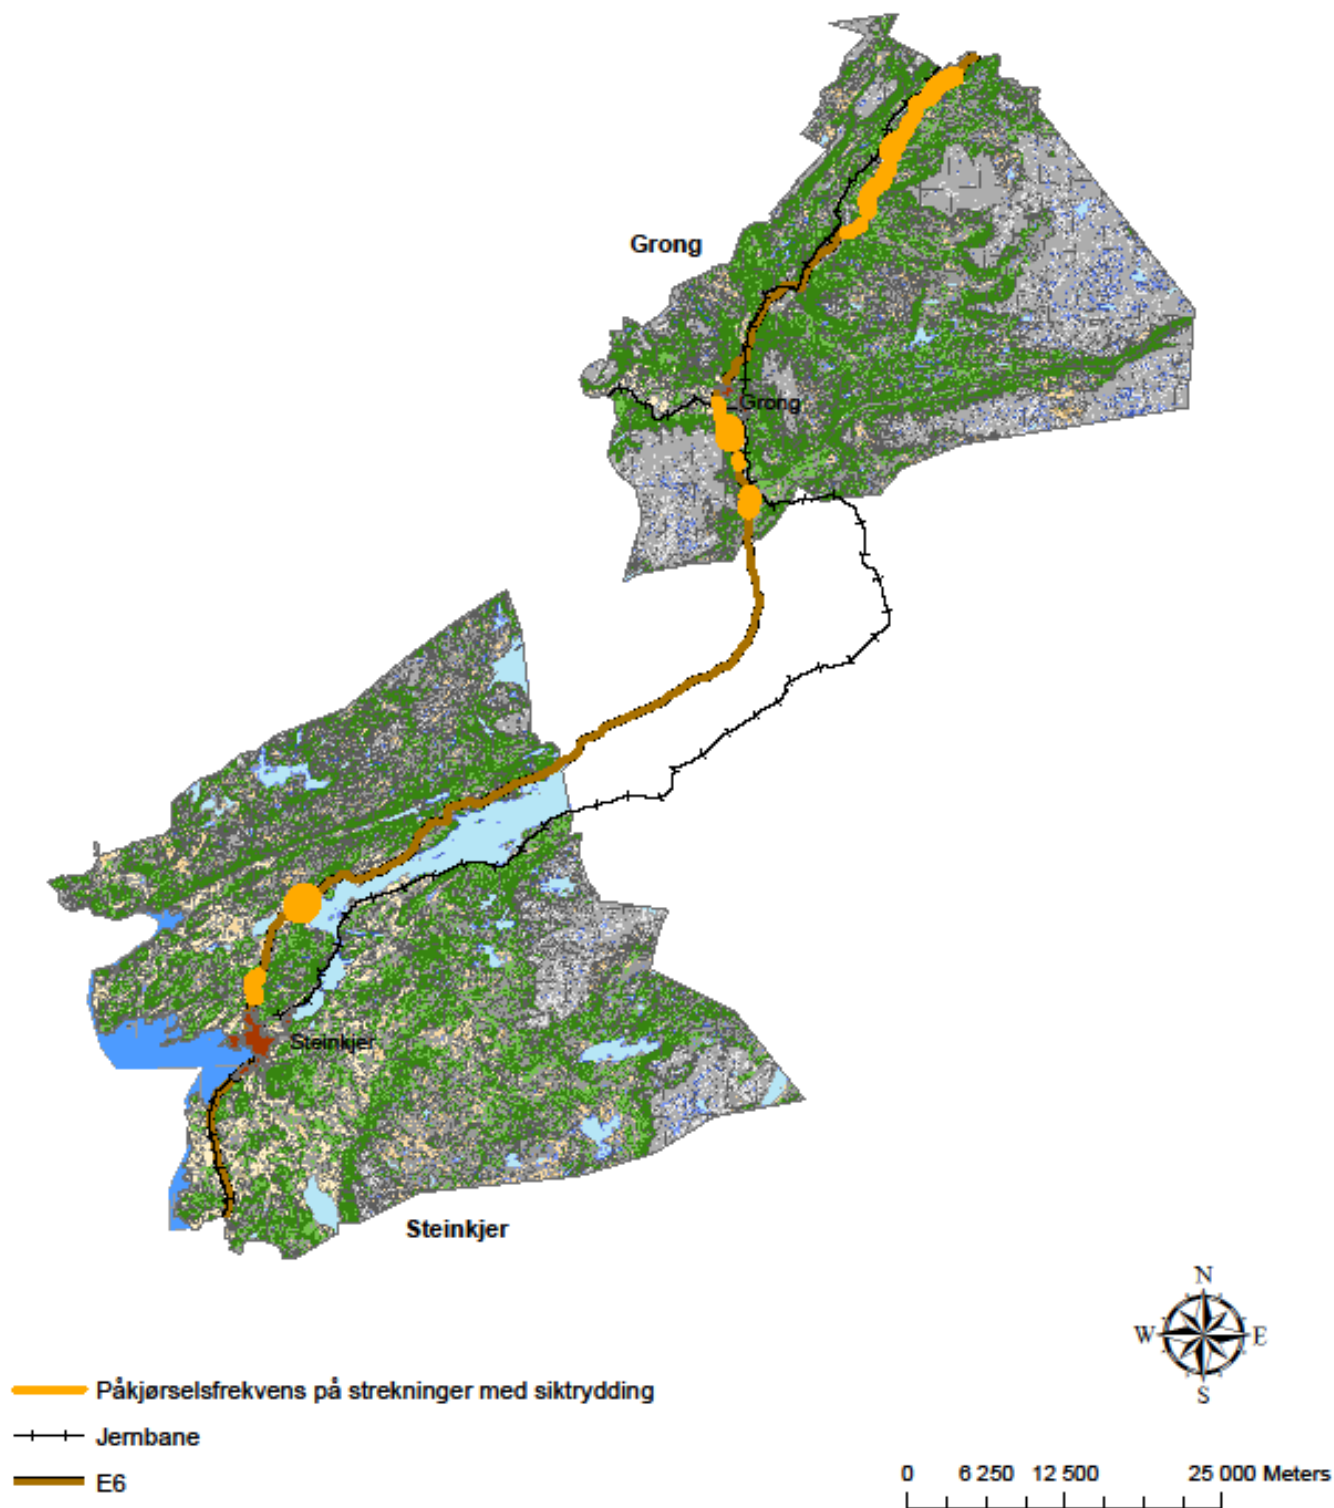 Grong
Grong
Steinkjer
Steinkjer
N
W E
S
Påkjørselsfrekvens på strekninger med siktrydding
Jernbane
E6
0 6 250 12 500 25 000 Meters